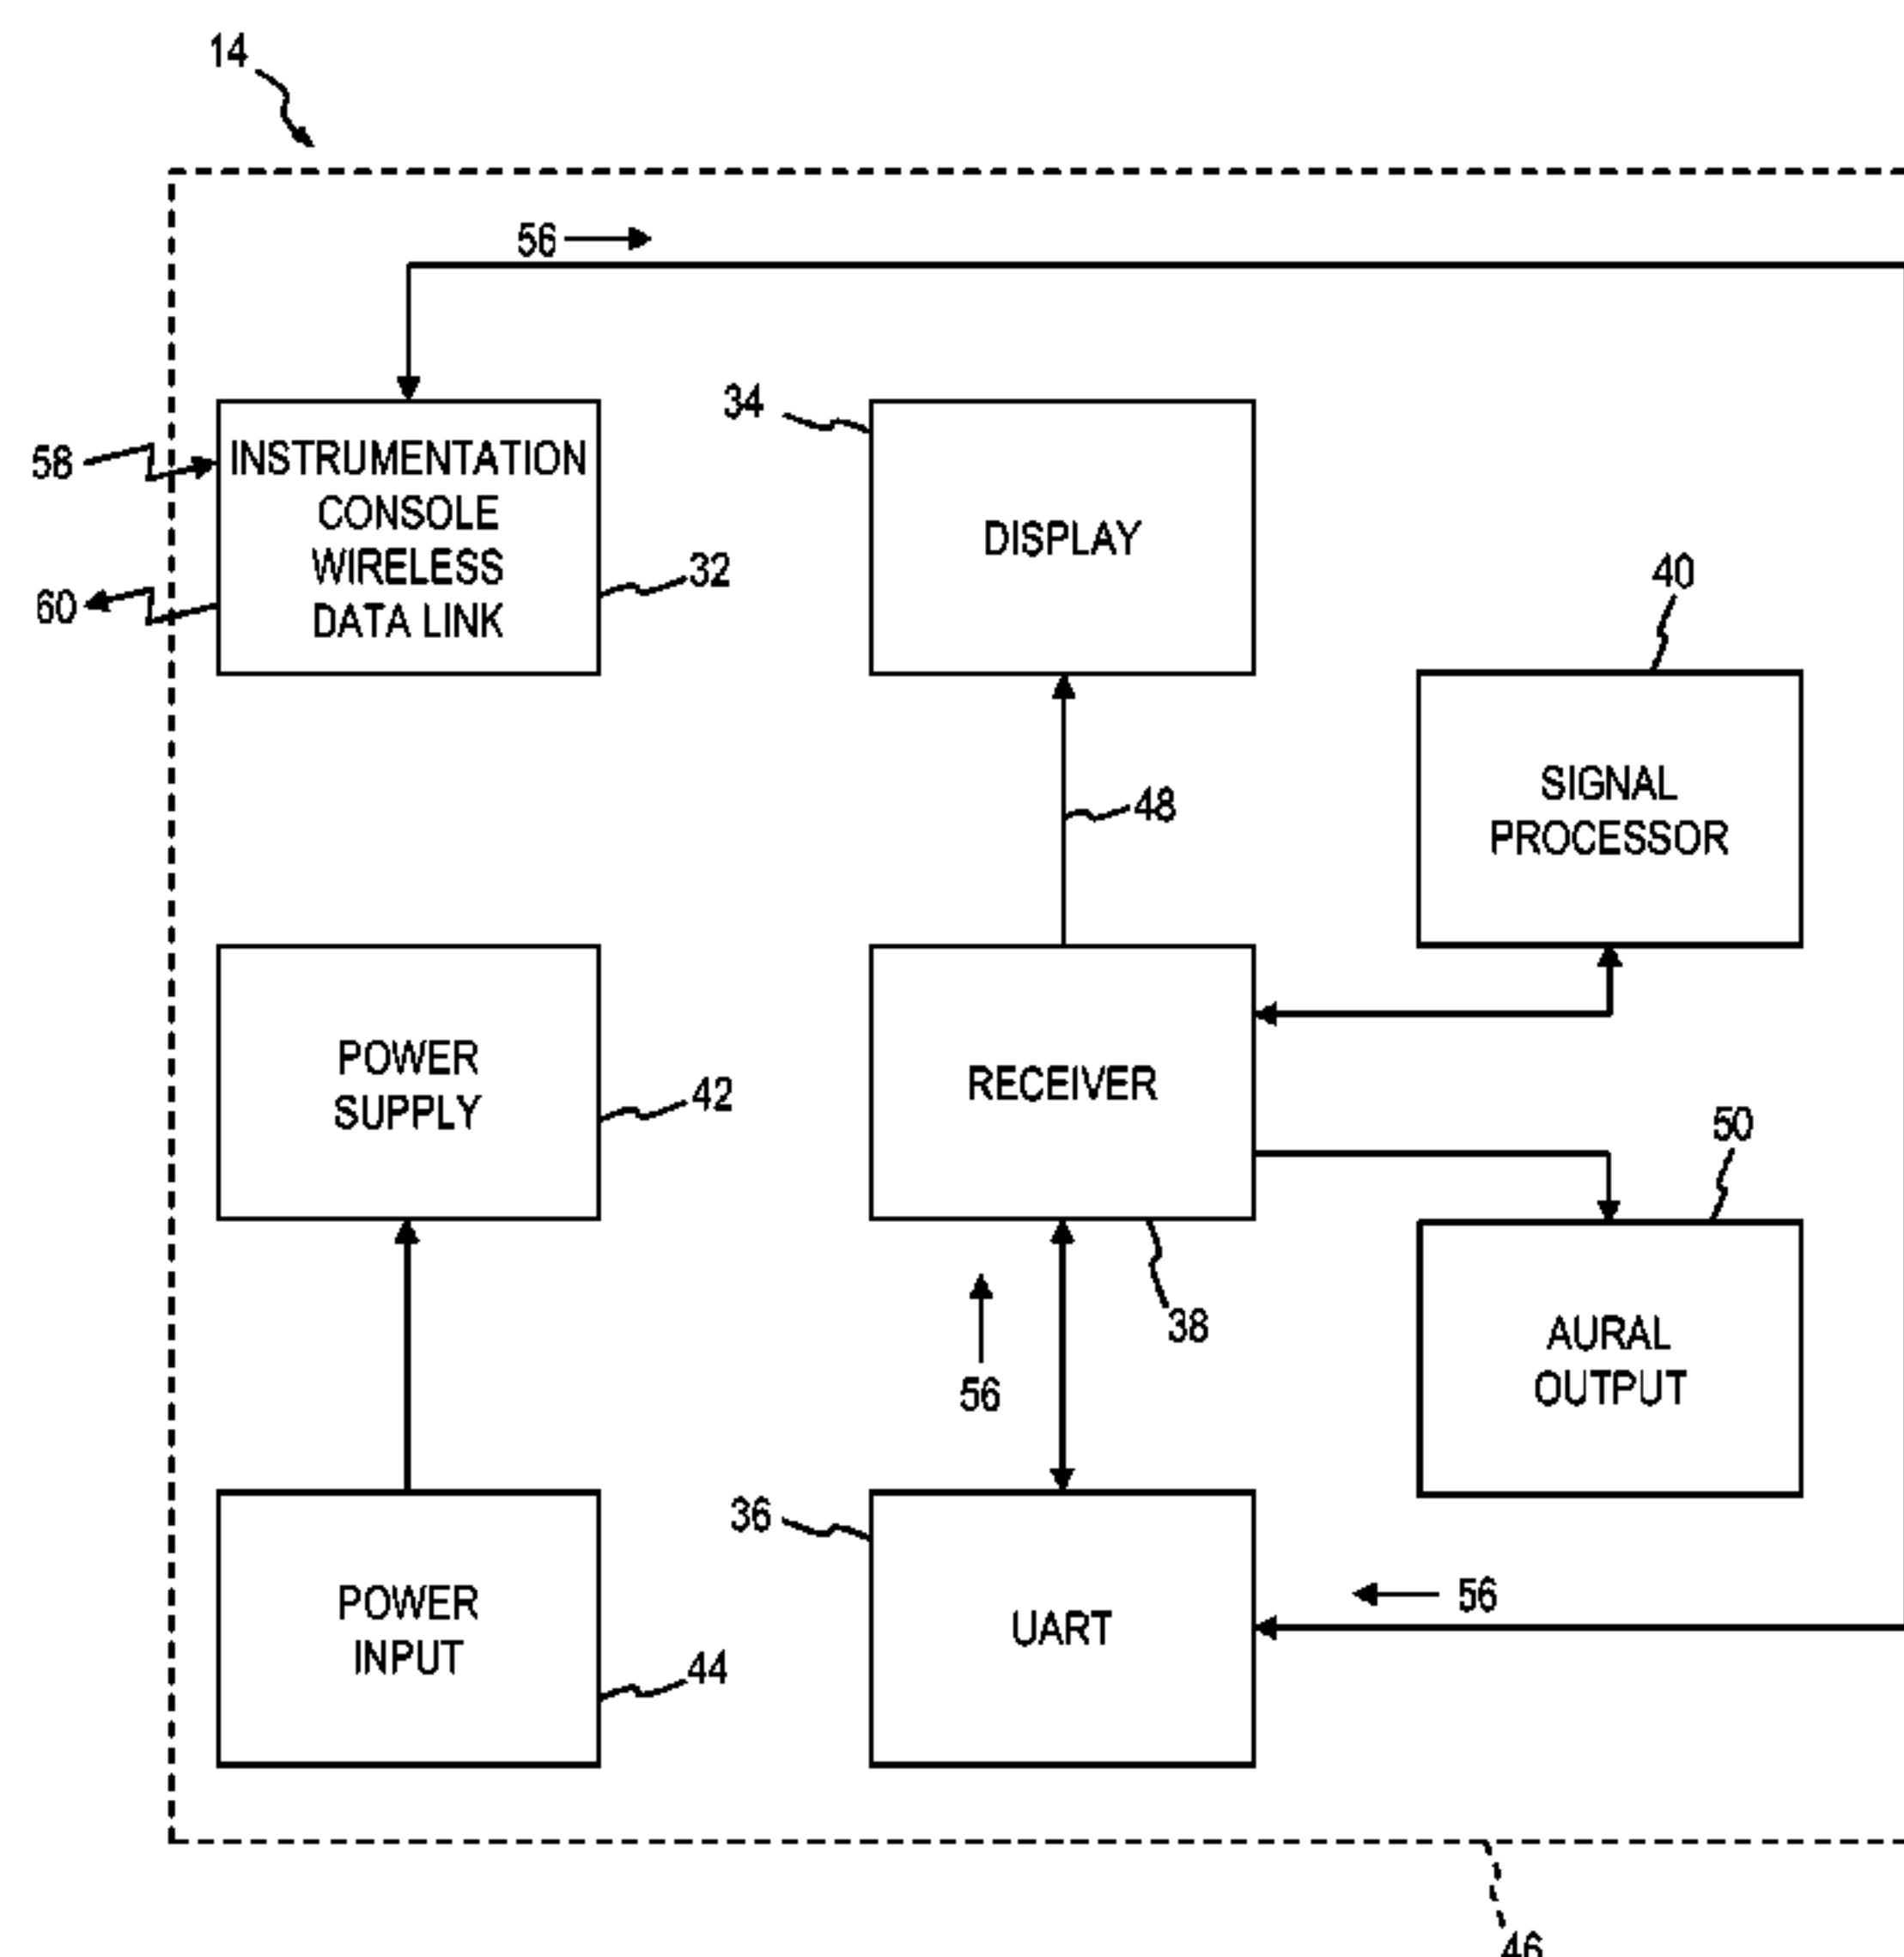 14
56
34
58
INSTRUMENTATION
CONSOLE
WIRELESS
DATA LINK
32
60
DISPLAY
40
48
SIGNAL
PROCESSOR
POWER
SUPPLY
42
RECEIVER
50
38
56
AURAL
OUTPUT
36
POWER
INPUT
44
UART
56
46